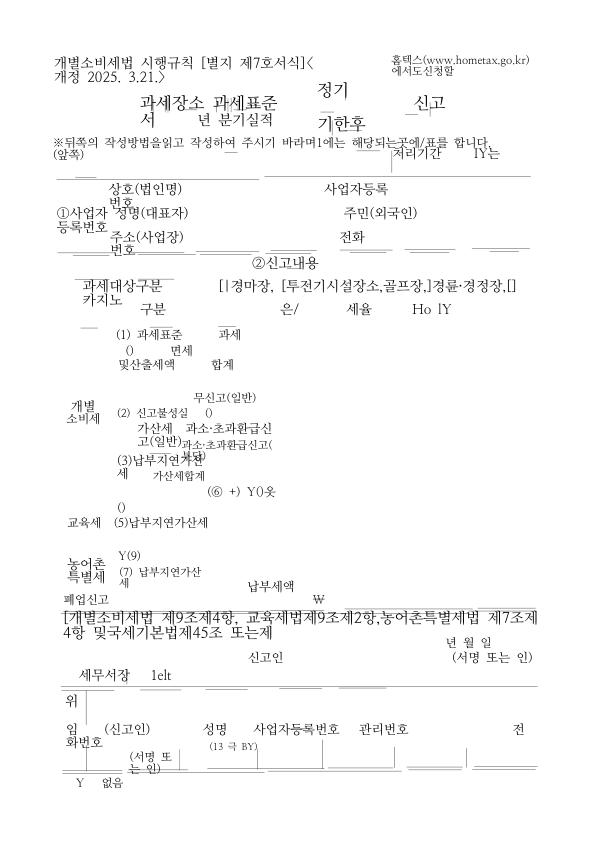 개별소비세법 시행규칙 [별지 제7호서식]<
개정 2025. 3.21.>
홈텍스(www.hometax.go.kr)
에서도신청할
정기
과세장소 과세표준 신고
서 년 분기실적
기한후
※뒤쪽의 작성방법을읽고 작성하여 주시기 바라며1에는 해당되는곳에/표를 합니다.
(앞쪽) 처리기간 lY는
상호(법인명) 사업자등록
번호
①사업자 성명(대표자) 주민(외국인)
등록번호
주소(사업장) 전화
번호
②신고내용
과세대상구분 [|경마장, [투전기시설장소,골프장,]경륜·경정장,[]
카지노
구분 은/ 세율 Ho lY
(1) 과세표준 과세
() 면세
및산출세액 합계
무신고(일반)
개별
소비세
(2) 신고불성실 ()
가산세 과소·초과환급신
고(일반)
과소·초과환급신고(
부당)
(3)납부지연가산
세
가산세합계
(⑥ +) Y()옷
()
교육세 (5)납부지연가산세
Y(9)
농어촌
특별세
(7) 납부지연가산
세
납부세액
폐업신고 ₩
[개별소비세법 제9조제4항, 교육세법제9조제2항,농어촌특별세법 제7조제
4항 및국세기본법제45조 또는제
년 월 일
신고인 (서명 또는 인)
세무서장 1elt
위
임 (신고인) 성명 사업자등록번호 관리번호 전
화번호
(13 극 BY)
(서명 또
는 인)
Y 없음